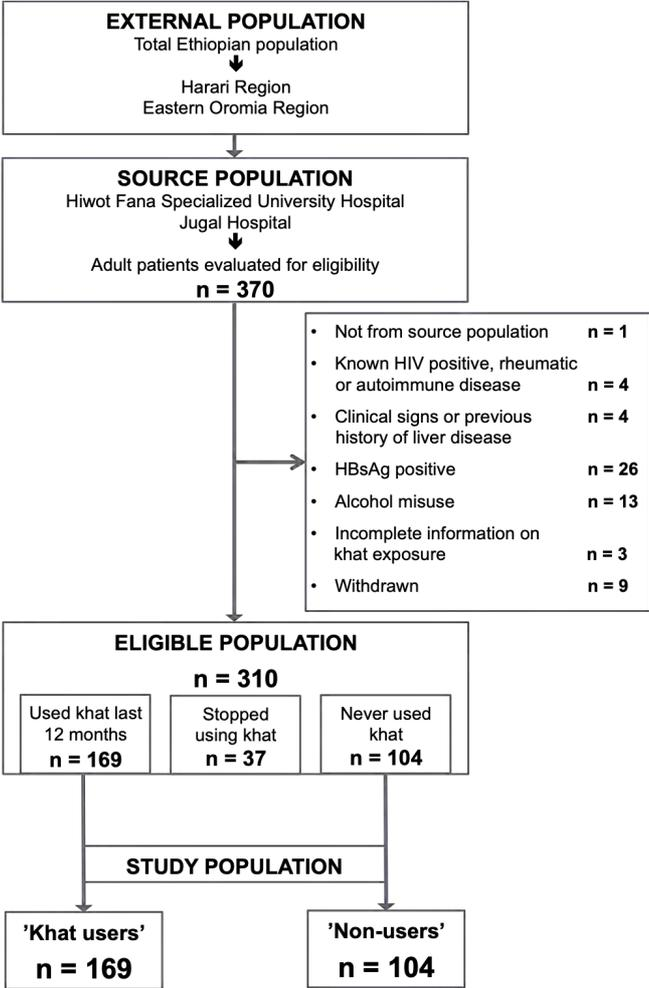 EXTERNAL POPULATION
Total Ethiopian population
Harari Region
Eastern Oromia Region
SOURCE POPULATION
Hiwot Fana Specialized University Hospital
Jugal Hospital
Adult patients evaluated for eligibility
n = 370
• Not from source population n = 1
• Known HIV positive, rheumatic
or autoimmune disease n = 4
• Clinical signs or previous n = 4
history of liver disease
• HBsAg positive n = 26
• Alcohol misuse n = 13
• Incomplete information on
khat exposure n = 3
• Withdrawn n = 9
ELIGIBLE POPULATION
n = 310
Used khat last
12 months
n = 169
Stopped
using khat
n = 37
Never used
khat
n = 104
STUDY POPULATION
’Khat users’
n = 169
’Non-users’
n = 104